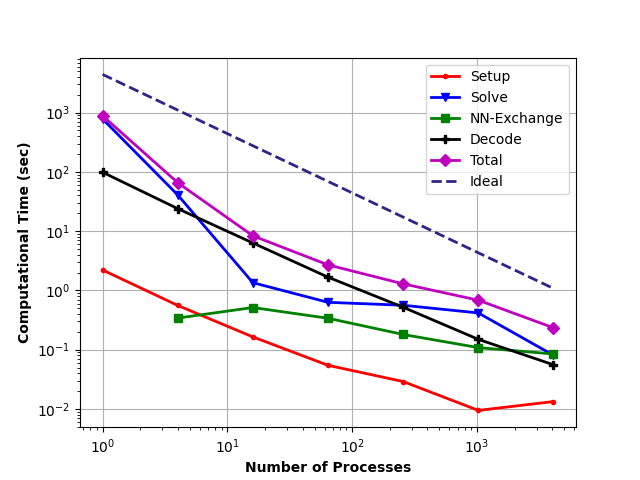 Computational Time (sec)
10³
10²
10¹
10⁰
10⁻¹
10⁻²
Setup
Solve
NN-Exchange
Decode
Total
Ideal
10⁰ 10¹ 10² 10³
Number of Processes